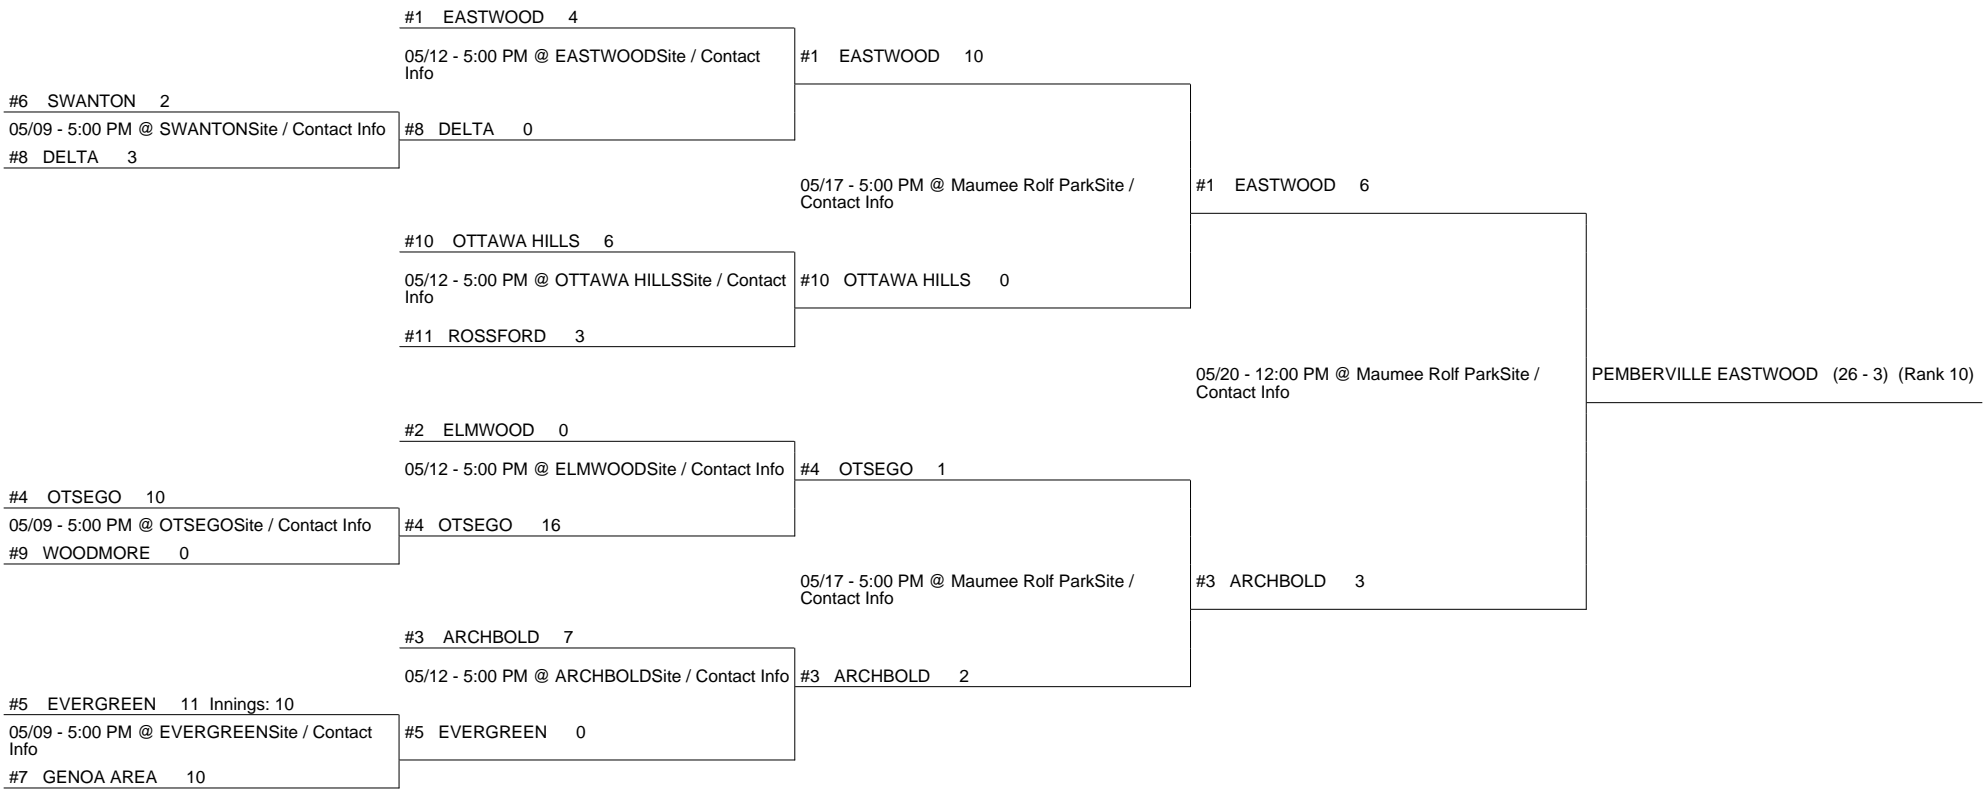 #1 EASTWOOD 4
05/12 - 5:00 PM @ EASTWOODSite / Contact
Info
#1 EASTWOOD 10
#6 SWANTON 2
05/09 - 5:00 PM @ SWANTONSite / Contact Info
#8 DELTA 0
#8 DELTA 3
05/17 - 5:00 PM @ Maumee Rolf ParkSite /
Contact Info
#1 EASTWOOD 6
#10 OTTAWA HILLS 6
05/12 - 5:00 PM @ OTTAWA HILLSSite / Contact
Info
#10 OTTAWA HILLS 0
#11 ROSSFORD 3
05/20 - 12:00 PM @ Maumee Rolf ParkSite /
Contact Info
PEMBERVILLE EASTWOOD (26 - 3) (Rank 10)
#2 ELMWOOD 0
05/12 - 5:00 PM @ ELMWOODSite / Contact Info
#4 OTSEGO 1
#4 OTSEGO 10
05/09 - 5:00 PM @ OTSEGOSite / Contact Info
#4 OTSEGO 16
#9 WOODMORE 0
05/17 - 5:00 PM @ Maumee Rolf ParkSite /
Contact Info
#3 ARCHBOLD 3
#3 ARCHBOLD 7
05/12 - 5:00 PM @ ARCHBOLDSite / Contact Info
#3 ARCHBOLD 2
#5 EVERGREEN 11 Innings: 10
05/09 - 5:00 PM @ EVERGREENSite / Contact
Info
#5 EVERGREEN 0
#7 GENOA AREA 10